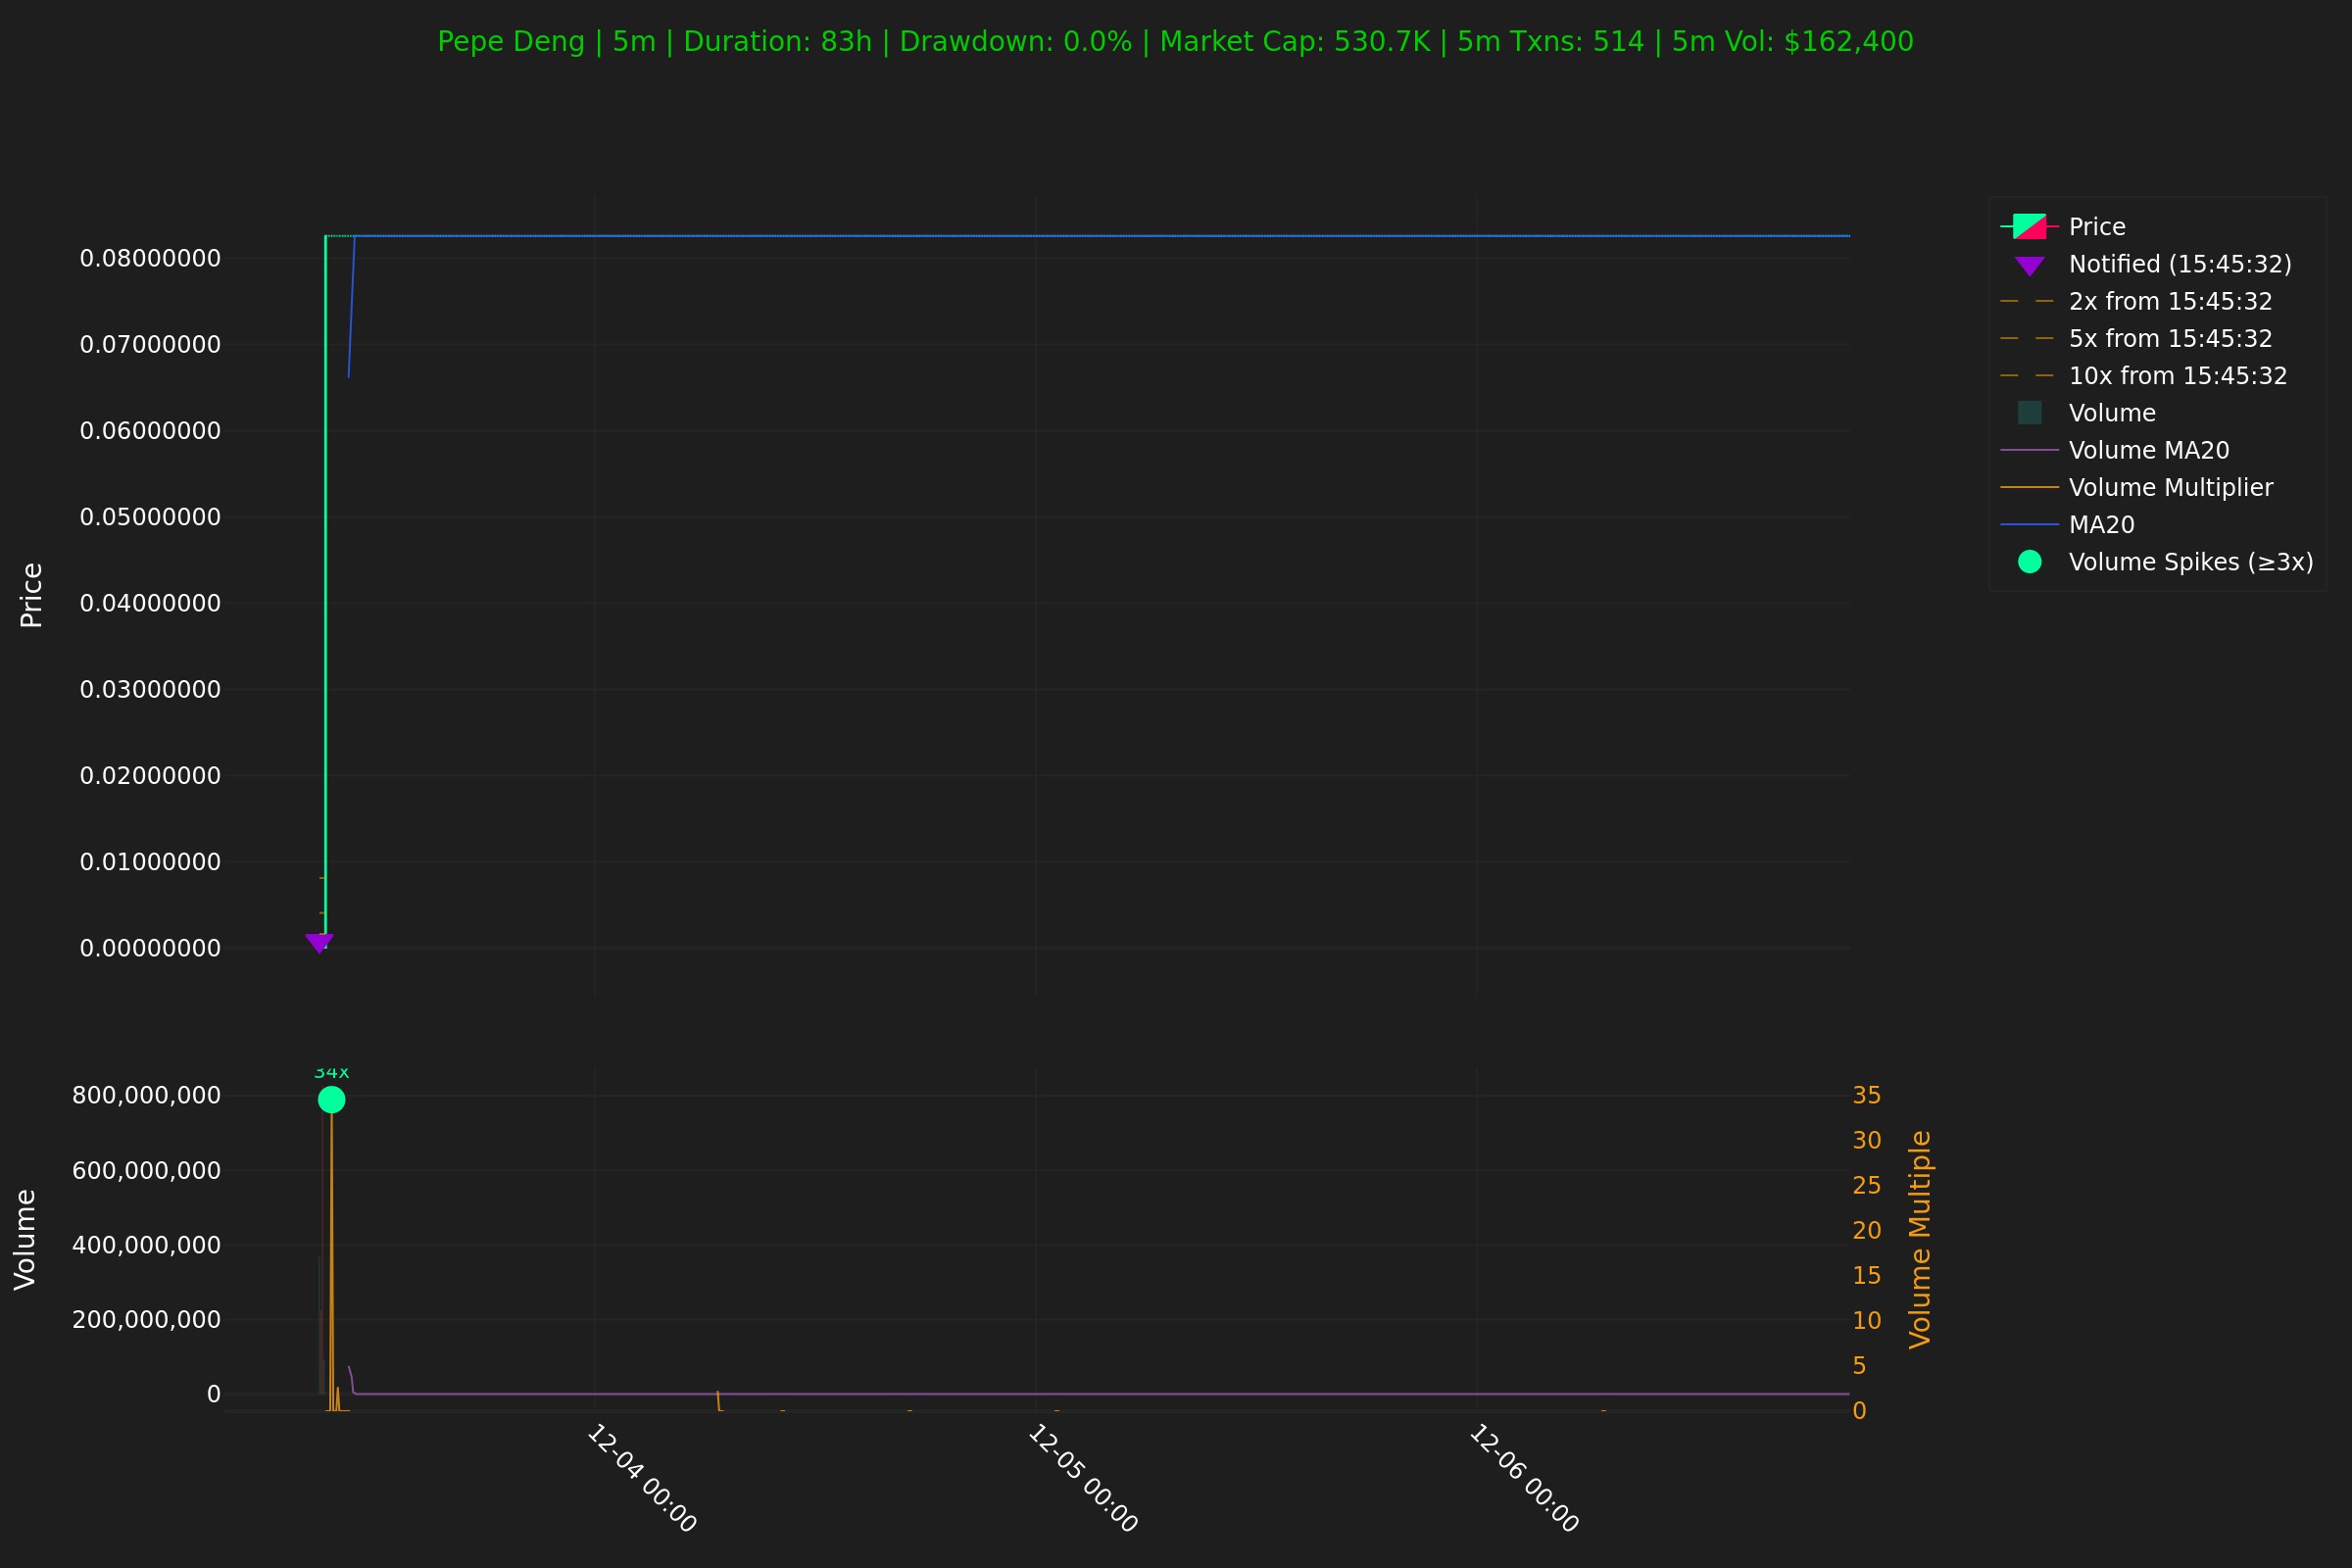 Pepe Deng | 5m | Duration: 83h | Drawdown: 0.0% | Market Cap: 530.7K | 5m Txns: 514 | 5m Vol: $162,400
Price
0.08000000
0.07000000
0.06000000
0.05000000
0.04000000
0.03000000
0.02000000
0.01000000
0.00000000
Price
Notified (15:45:32)
2x from 15:45:32
5x from 15:45:32
10x from 15:45:32
Volume
Volume MA20
Volume Multiplier
MA20
Volume Spikes (≥3x)
34x
Volume
800,000,000
600,000,000
400,000,000
200,000,000
0
35
30
25
20
15
10
5
0
Volume Multiple
12-04 00:00
12-05 00:00
12-06 00:00